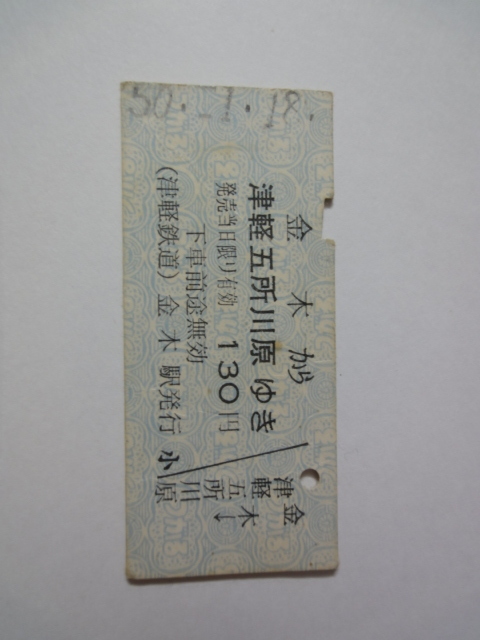 50.-1.18.
金木から
津軽五所川原ゆき
発売当日限り有効 130円
下車前途無効
(津軽鉄道) 金木駅発行 小
金木
↓
津軽五所川原